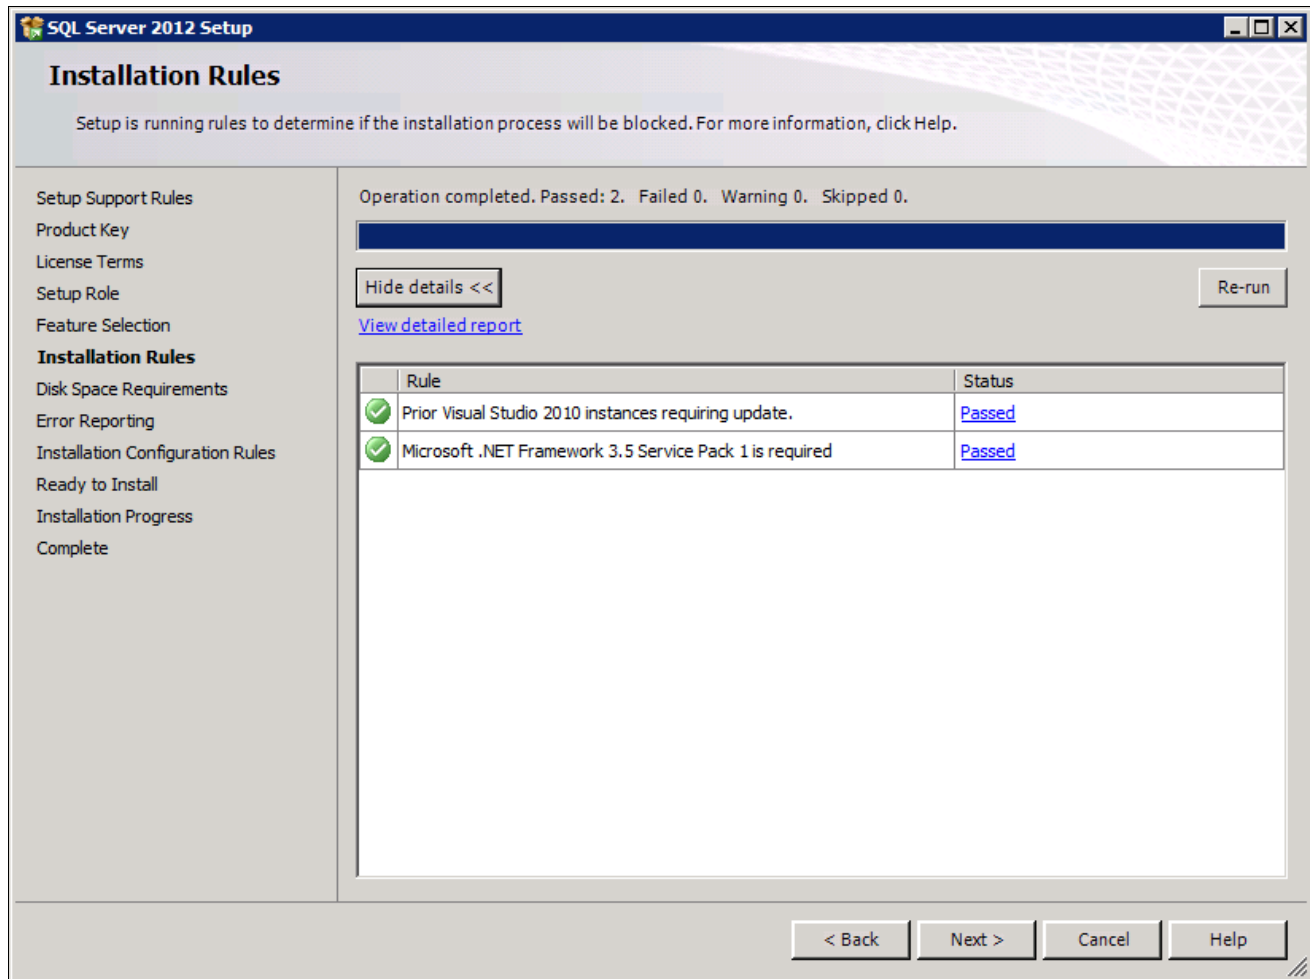 SQL Server 2012 Setup
Installation Rules
Setup is running rules to determine if the installation process will be blocked. For more information, click Help.
Setup Support Rules
Product Key
License Terms
Setup Role
Feature Selection
Installation Rules
Disk Space Requirements
Error Reporting
Installation Configuration Rules
Ready to Install
Installation Progress
Complete
Operation completed. Passed: 2. Failed 0. Warning 0. Skipped 0.
Hide details << Re-run
View detailed report
Rule Status
Prior Visual Studio 2010 instances requiring update. Passed
Microsoft .NET Framework 3.5 Service Pack 1 is required Passed
< Back Next > Cancel Help